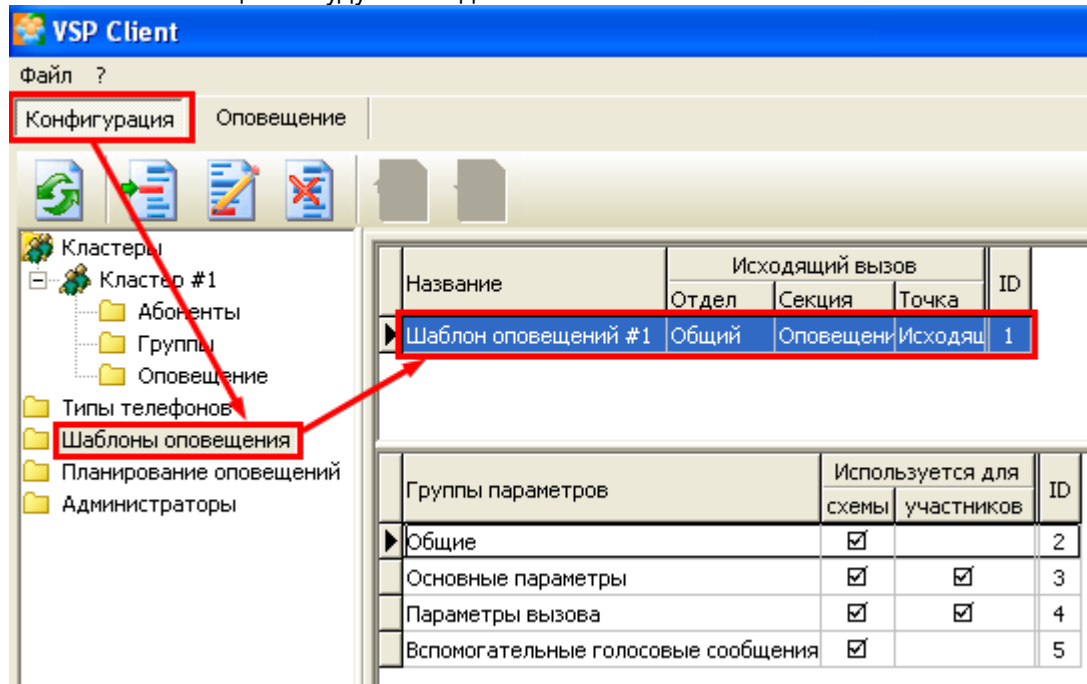 VSP Client
Файл ?
Конфигурация Оповещение
Кластеры
Кластер #1
Абоненты
Группы
Оповещение
Типы телефонов
Шаблоны оповещения
Планирование оповещений
Администраторы
Название Исходящий вызов ID
Отдел Секция Точка
Шаблон оповещений #1 Общий Оповещени Исходящ 1
Группы параметров Используется для ID
схемы участников
Общие 2
Основные параметры 3
Параметры вызова 4
Вспомогательные голосовые сообщения 5